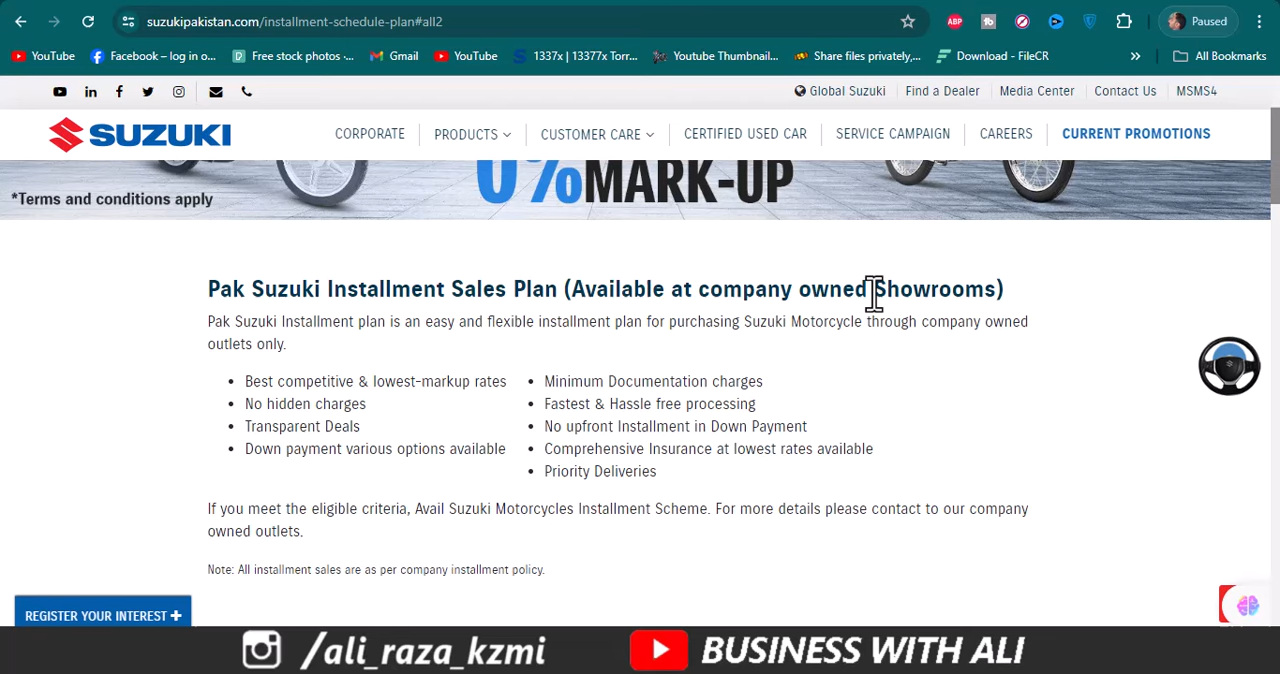 suzukipakistan.com/installment-schedule-plan#all2
ABP
Paused
YouTube
Facebook – log in o...
Free stock photos -...
Gmail
YouTube
1337x | 13377x Torr...
Youtube Thumbnail...
Share files privately,...
Download – FileCR
»
All Bookmarks
Global Suzuki
Find a Dealer
Media Center
Contact Us
MSMS4
SUZUKI
CORPORATE
PRODUCTS
CUSTOMER CARE
CERTIFIED USED CAR
SERVICE CAMPAIGN
CAREERS
CURRENT PROMOTIONS
0%MARK-UP
*Terms and conditions apply
Pak Suzuki Installment Sales Plan (Available at company owned Showrooms)
Pak Suzuki Installment plan is an easy and flexible installment plan for purchasing Suzuki Motorcycle through company owned
outlets only.
• Best competitive & lowest-markup rates
• No hidden charges
• Transparent Deals
• Down payment various options available
• Minimum Documentation charges
• Fastest & Hassle free processing
• No upfront Installment in Down Payment
• Comprehensive Insurance at lowest rates available
• Priority Deliveries
If you meet the eligible criteria, Avail Suzuki Motorcycles Installment Scheme. For more details please contact to our company
owned outlets.
Note: All installment sales are as per company installment policy.
REGISTER YOUR INTEREST +
/ali_raza_kzmi
BUSINESS WITH ALI